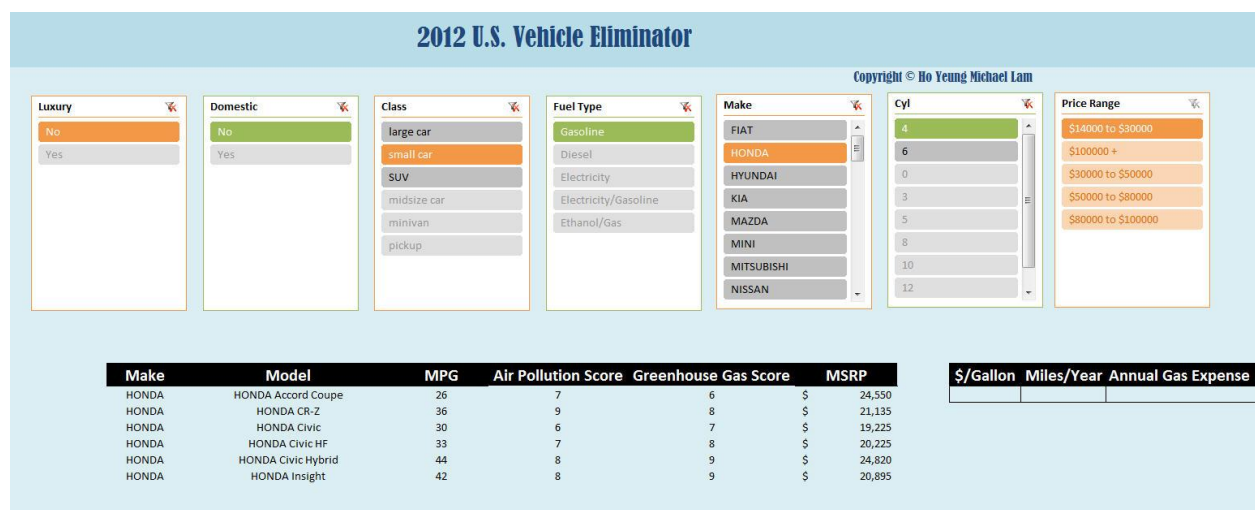 2012 U.S. Vehicle Eliminator
Copyright © Ho Yeung Michael Lam
Luxury
No
Yes
Domestic
No
Yes
Class
large car
small car
SUV
midsize car
minivan
pickup
Fuel Type
Gasoline
Diesel
Electricity
Electricity/Gasoline
Ethanol/Gas
Make
FIAT
HONDA
HYUNDAI
KIA
MAZDA
MINI
MITSUBISHI
NISSAN
Cyl
4
6
0
3
5
8
10
12
Price Range
$14000 to $30000
$100000 +
$30000 to $50000
$50000 to $80000
$80000 to $100000
Make Model MPG Air Pollution Score Greenhouse Gas Score MSRP
HONDA HONDA Accord Coupe 26 7 6 $ 24,550
HONDA HONDA CR-Z 36 9 8 $ 21,135
HONDA HONDA Civic 30 6 7 $ 19,225
HONDA HONDA Civic HF 33 7 8 $ 20,225
HONDA HONDA Civic Hybrid 44 8 9 $ 24,820
HONDA HONDA Insight 42 8 9 $ 20,895
$/Gallon Miles/Year Annual Gas Expense